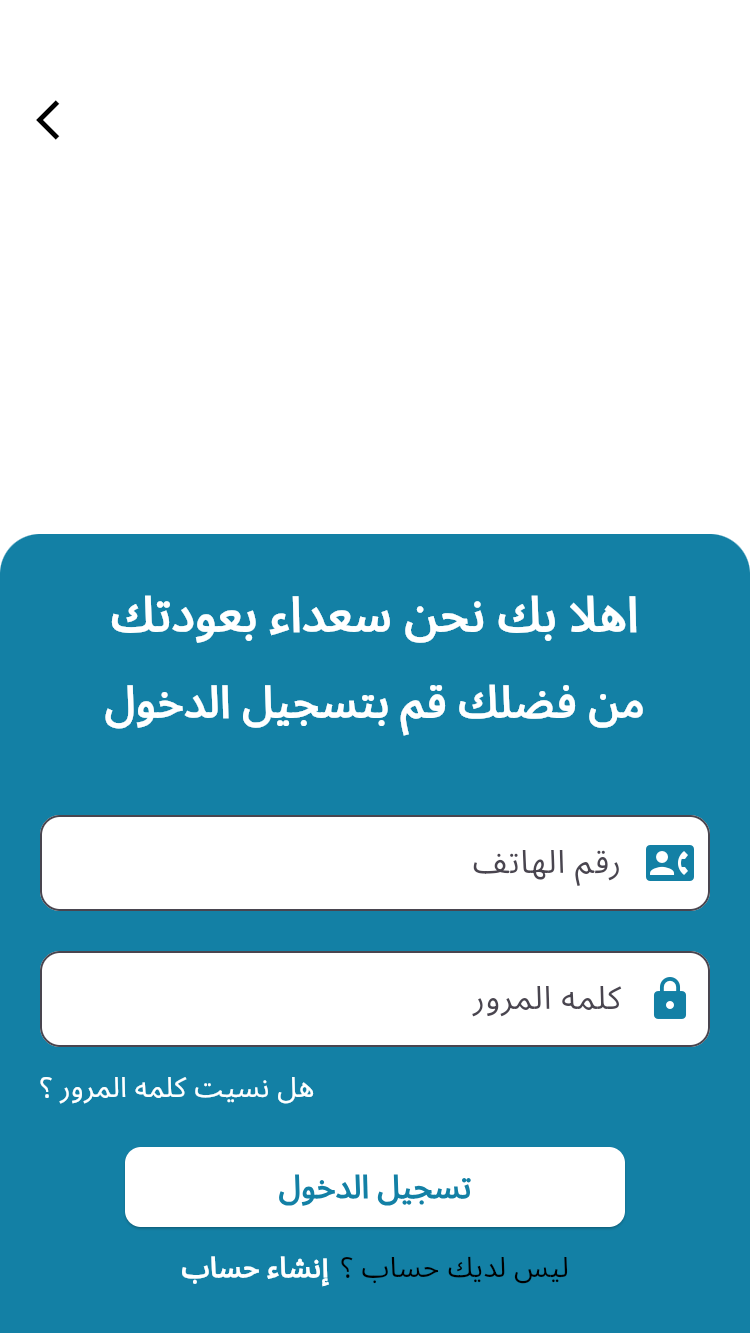 اهلا بك نحن سعداء بعودتك
من فضلك قم بتسجيل الدخول
رقم الهاتف
كلمه المرور
هل نسيت كلمه المرور ؟
تسجيل الدخول
ليس لديك حساب ؟ إنشاء حساب